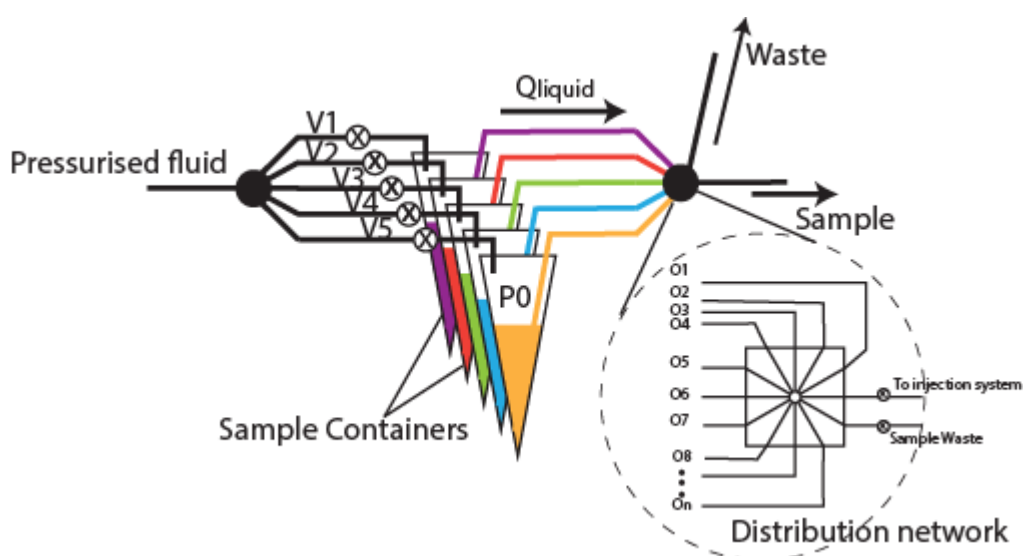 Waste
Qliquid
V1
V2
V3
V4
V5
Pressurised fluid
Sample
P0
Sample Containers
O1
O2
O3
O4
O5
O6
O7
O8
On
To injection system
Sample Waste
Distribution network